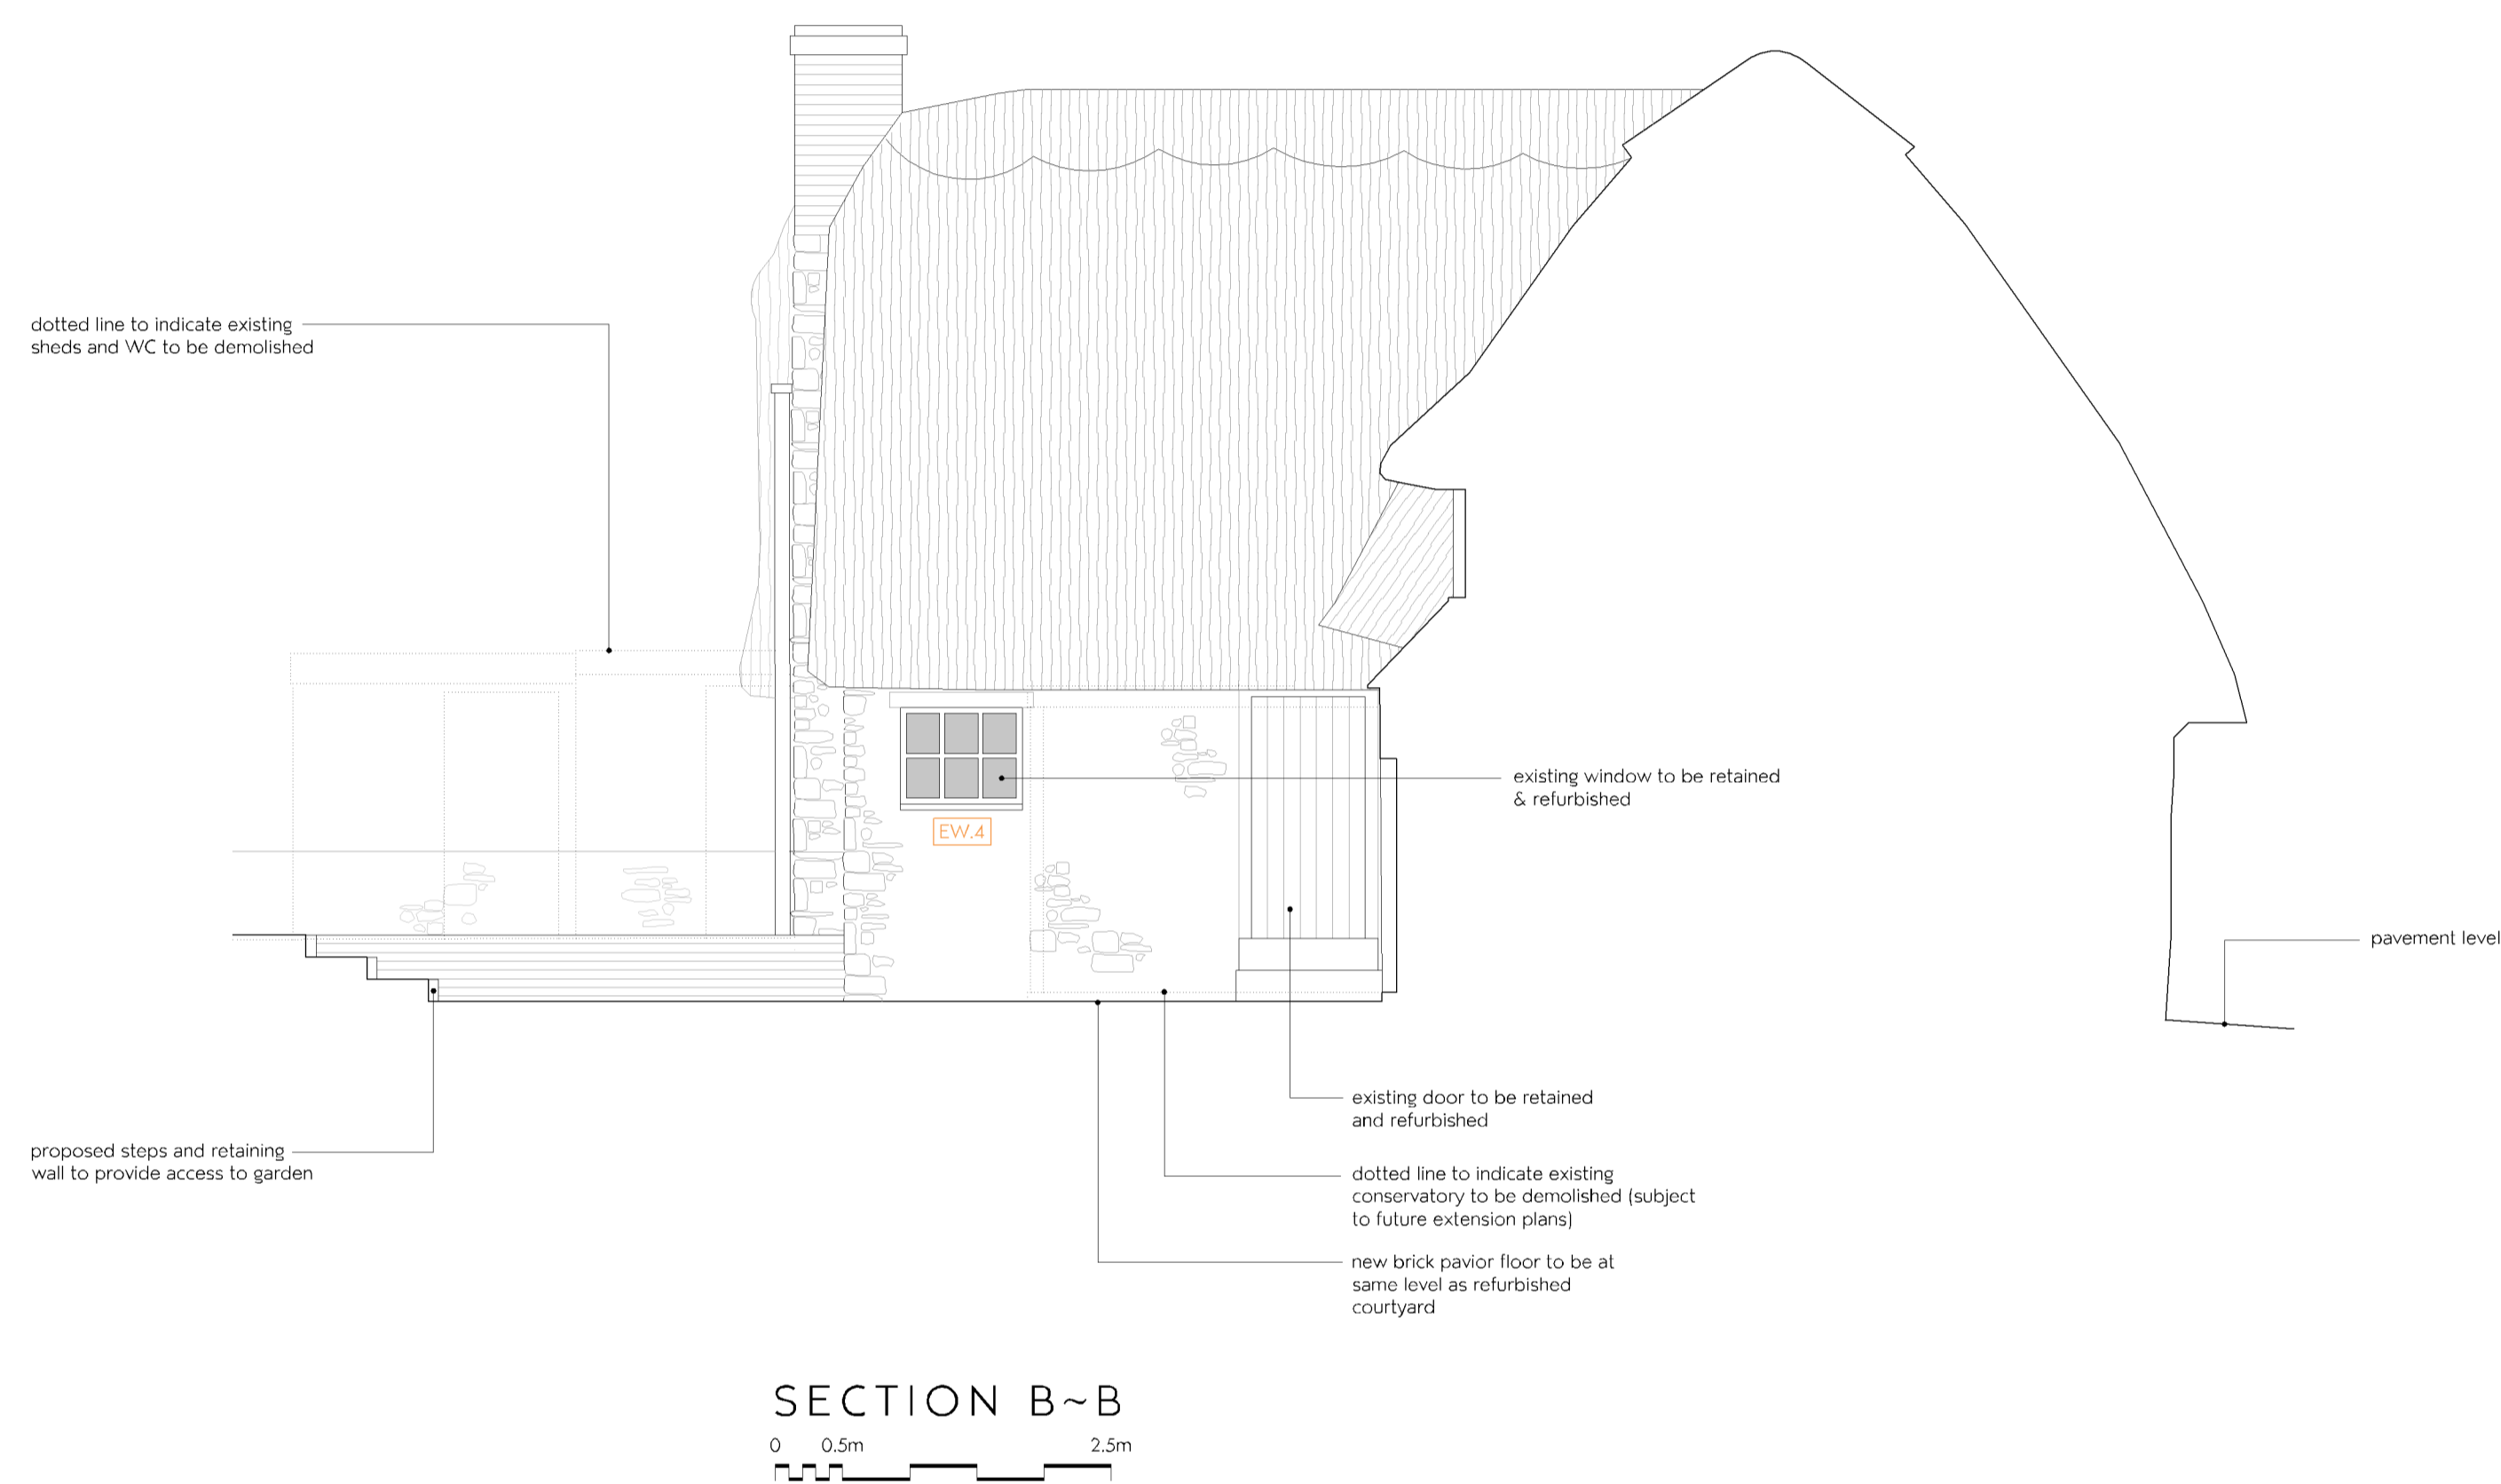 dotted line to indicate existing
sheds and WC to be demolished
existing window to be retained
& refurbished
EW.4
pavement level
existing door to be retained
and refurbished
proposed steps and retaining
wall to provide access to garden
dotted line to indicate existing
conservatory to be demolished (subject
to future extension plans)
new brick pavior floor to be at
same level as refurbished
courtyard
SECTION B~B
0 0.5m 2.5m